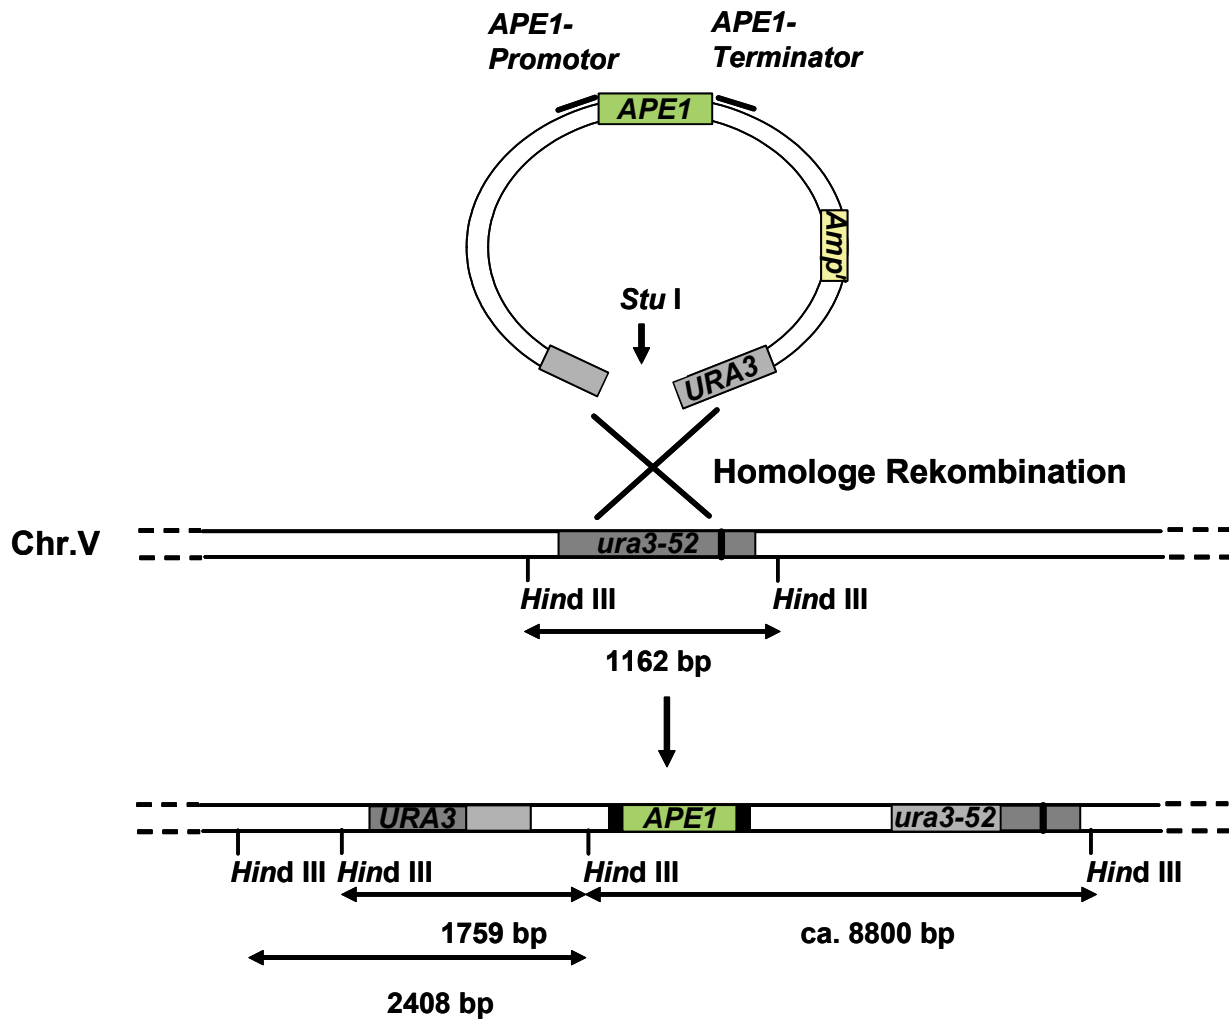 APE1-
Promotor
APE1-
Terminator
APE1
Ampʳ
Stu I
URA3
Homologe Rekombination
Chr.V
ura3-52
Hind III
Hind III
1162 bp
URA3
APE1
ura3-52
Hind III
Hind III
Hind III
Hind III
1759 bp
ca. 8800 bp
2408 bp